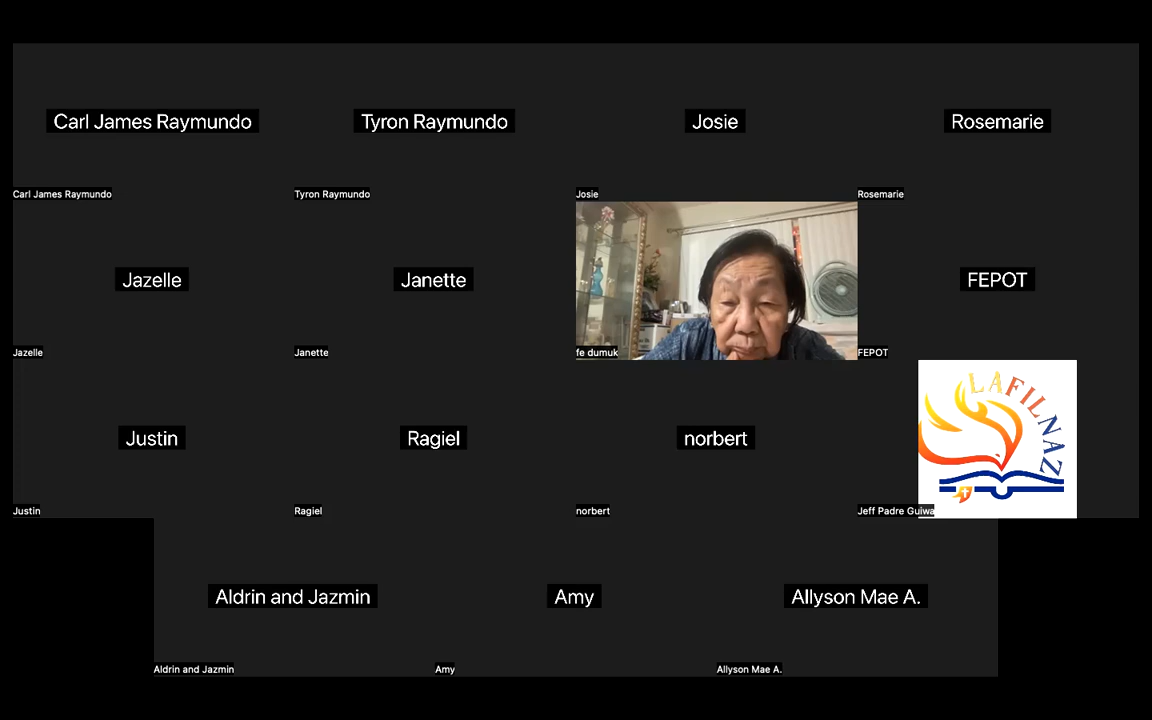 Carl James Raymundo
Tyron Raymundo
Josie
Rosemarie
Carl James Raymundo
Tyron Raymundo
Josie
Rosemarie
Jazelle
Janette
FEPOT
Jazelle
Janette
fe dumuk
FEPOT
LAFILNAZ
Justin
Ragiel
norbert
Justin
Ragiel
norbert
Jeff Padre Guiwa
Aldrin and Jazmin
Amy
Allyson Mae A.
Aldrin and Jazmin
Amy
Allyson Mae A.